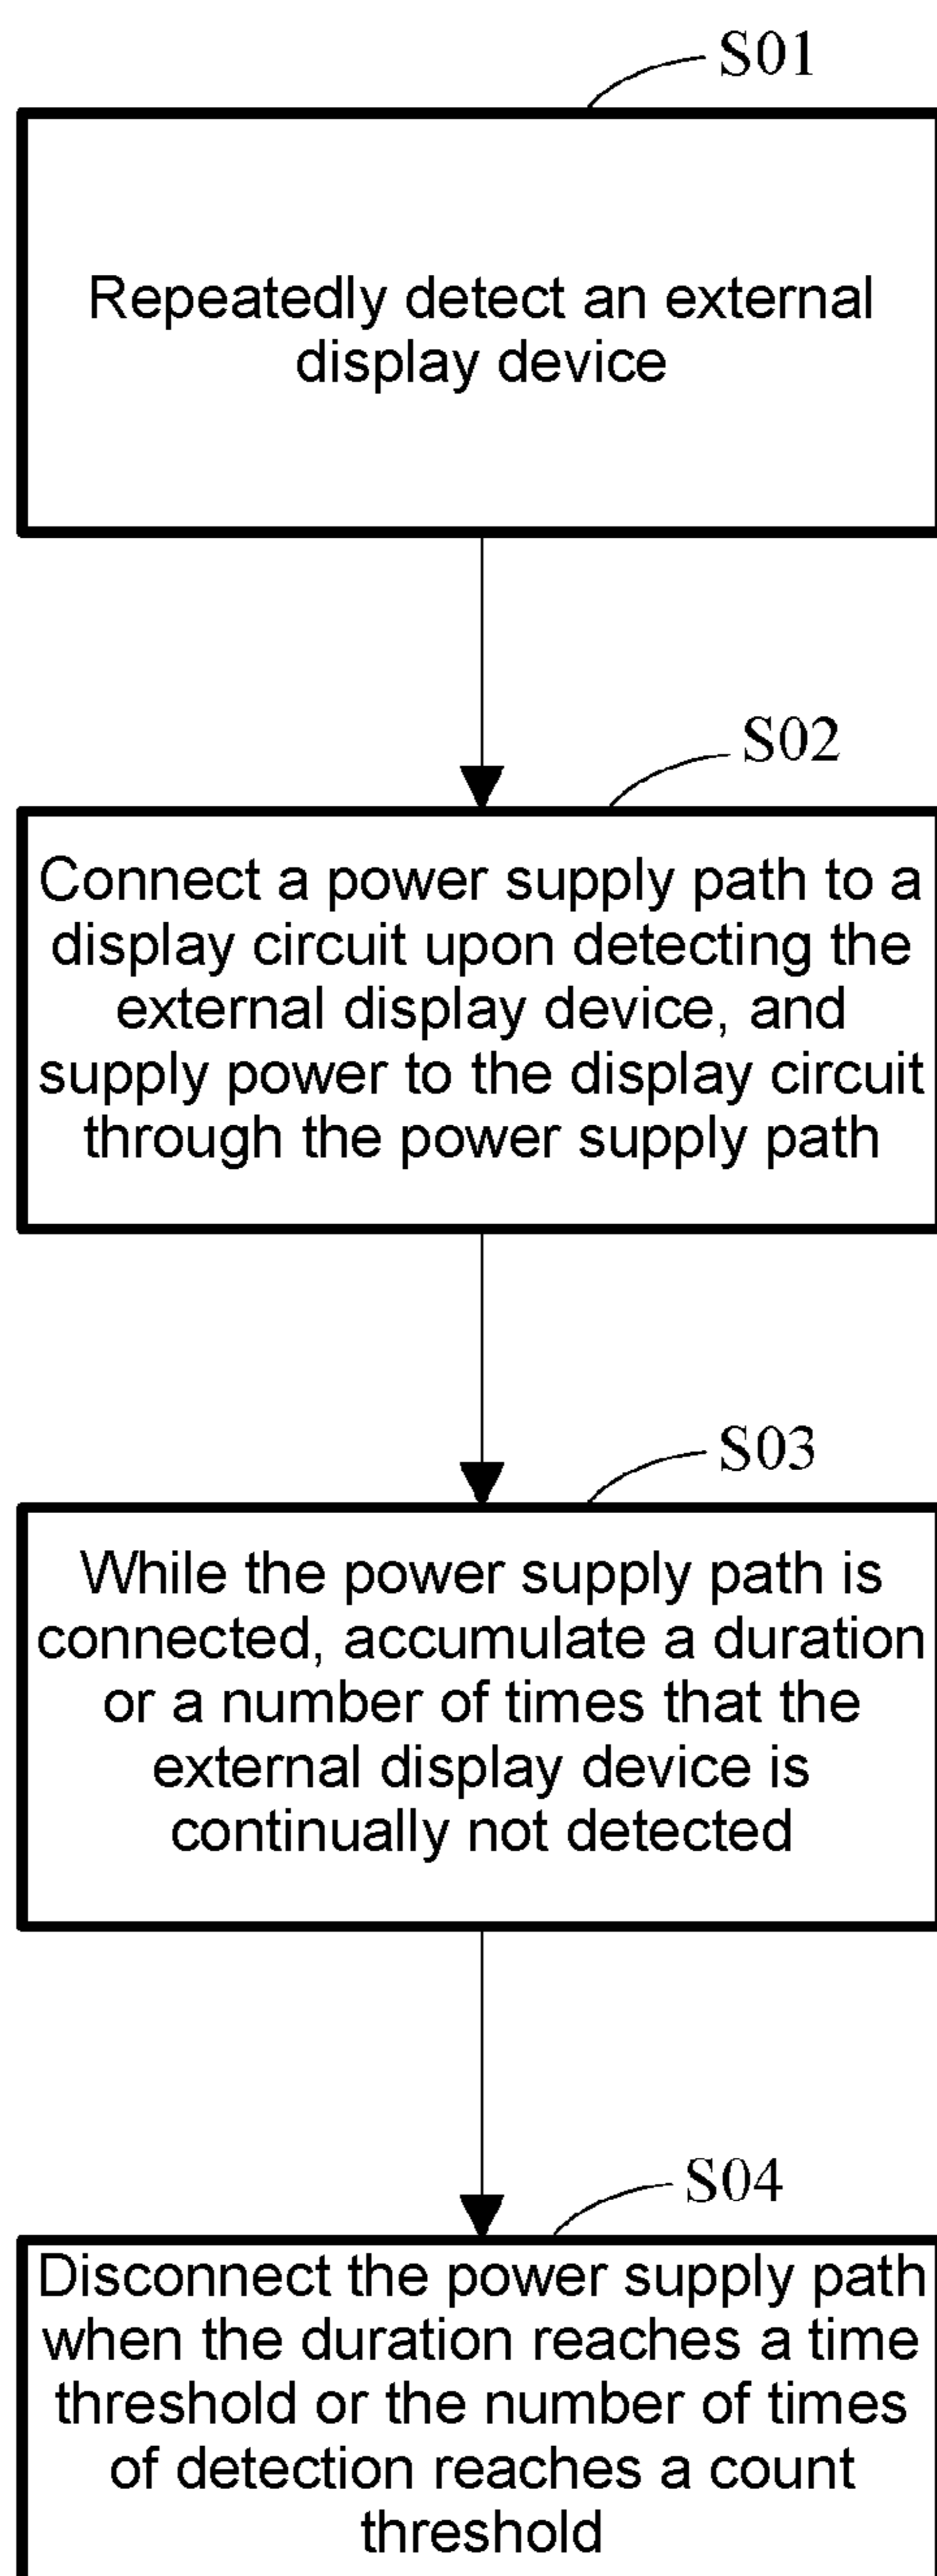 S01
Repeatedly detect an external
display device
S02
Connect a power supply path to a
display circuit upon detecting the
external display device, and
supply power to the display circuit
through the power supply path
S03
While the power supply path is
connected, accumulate a duration
or a number of times that the
external display device is
continually not detected
S04
Disconnect the power supply path
when the duration reaches a time
threshold or the number of times
of detection reaches a count
threshold